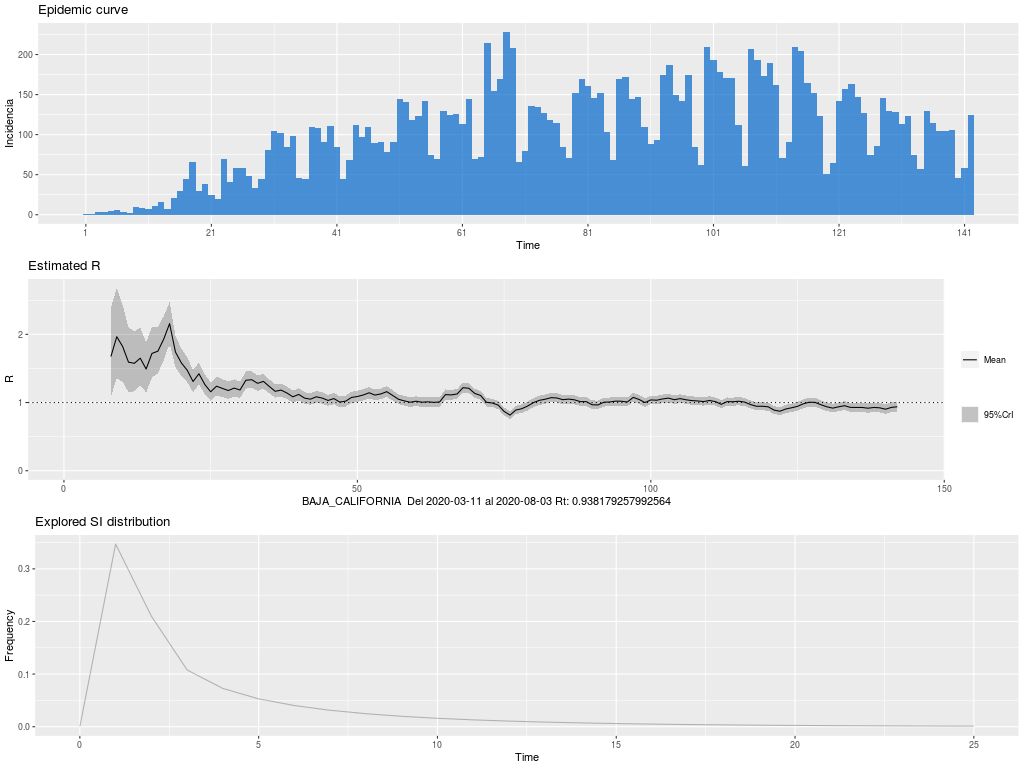 Epidemic curve
Incidencia
200
150
100
50
0
1 21 41 61 81 101 121 141
Time
Estimated R
R
2
1
0
0 50 100 150
BAJA_CALIFORNIA Del 2020-03-11 al 2020-08-03 Rt: 0.938179257992564
Mean
95%CrI
Explored SI distribution
Frequency
0.3
0.2
0.1
0.0
0 5 10 15 20 25
Time